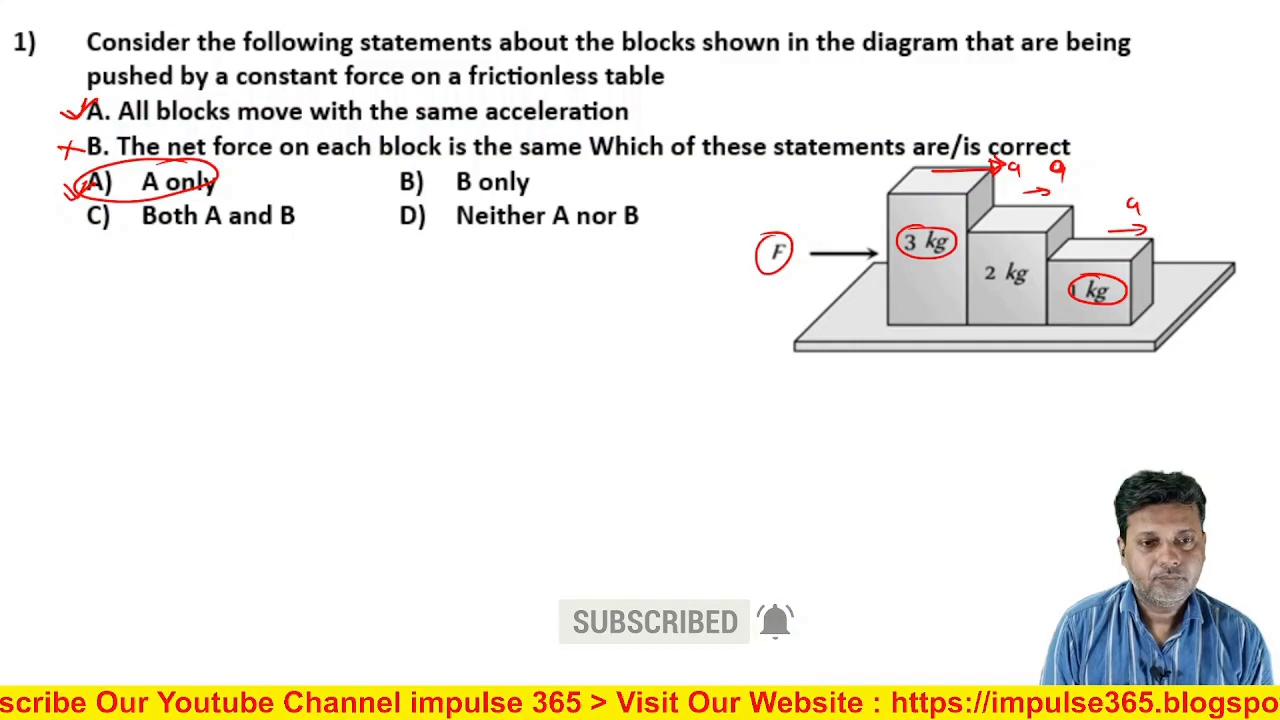 1) Consider the following statements about the blocks shown in the diagram that are being
pushed by a constant force on a frictionless table
A. All blocks move with the same acceleration
B. The net force on each block is the same Which of these statements are/is correct
A) A only B) B only
C) Both A and B D) Neither A nor B
a a
a
F
3 kg
2 kg
1 kg
SUBSCRIBED
scribe Our Youtube Channel impulse 365 > Visit Our Website : https://impulse365.blogspo